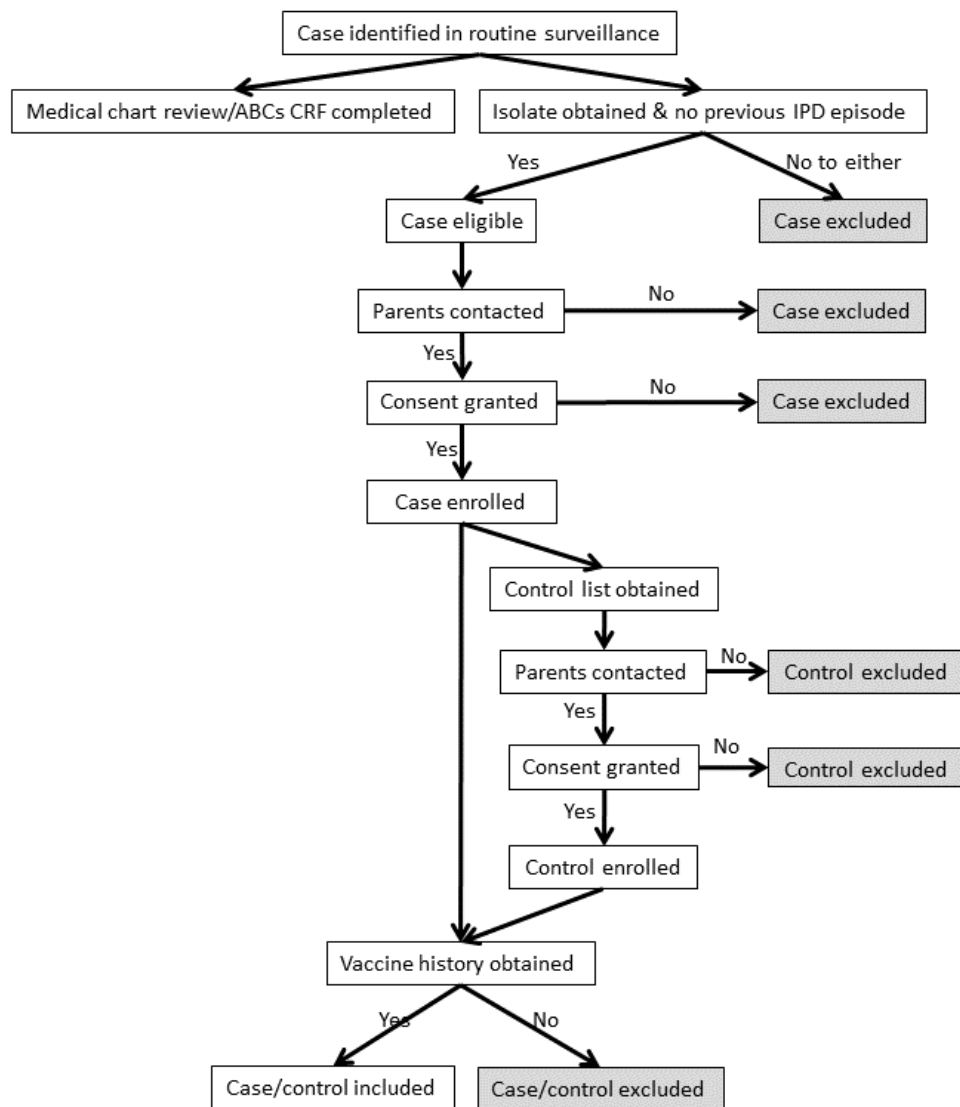 Case identified in routine surveillance
Medical chart review/ABCs CRF completed
Isolate obtained & no previous IPD episode
Yes
No to either
Case eligible
Case excluded
Parents contacted
No
Case excluded
Yes
Consent granted
No
Case excluded
Yes
Case enrolled
Control list obtained
Parents contacted
No
Control excluded
Yes
Consent granted
No
Control excluded
Yes
Control enrolled
Vaccine history obtained
Yes
No
Case/control included
Case/control excluded